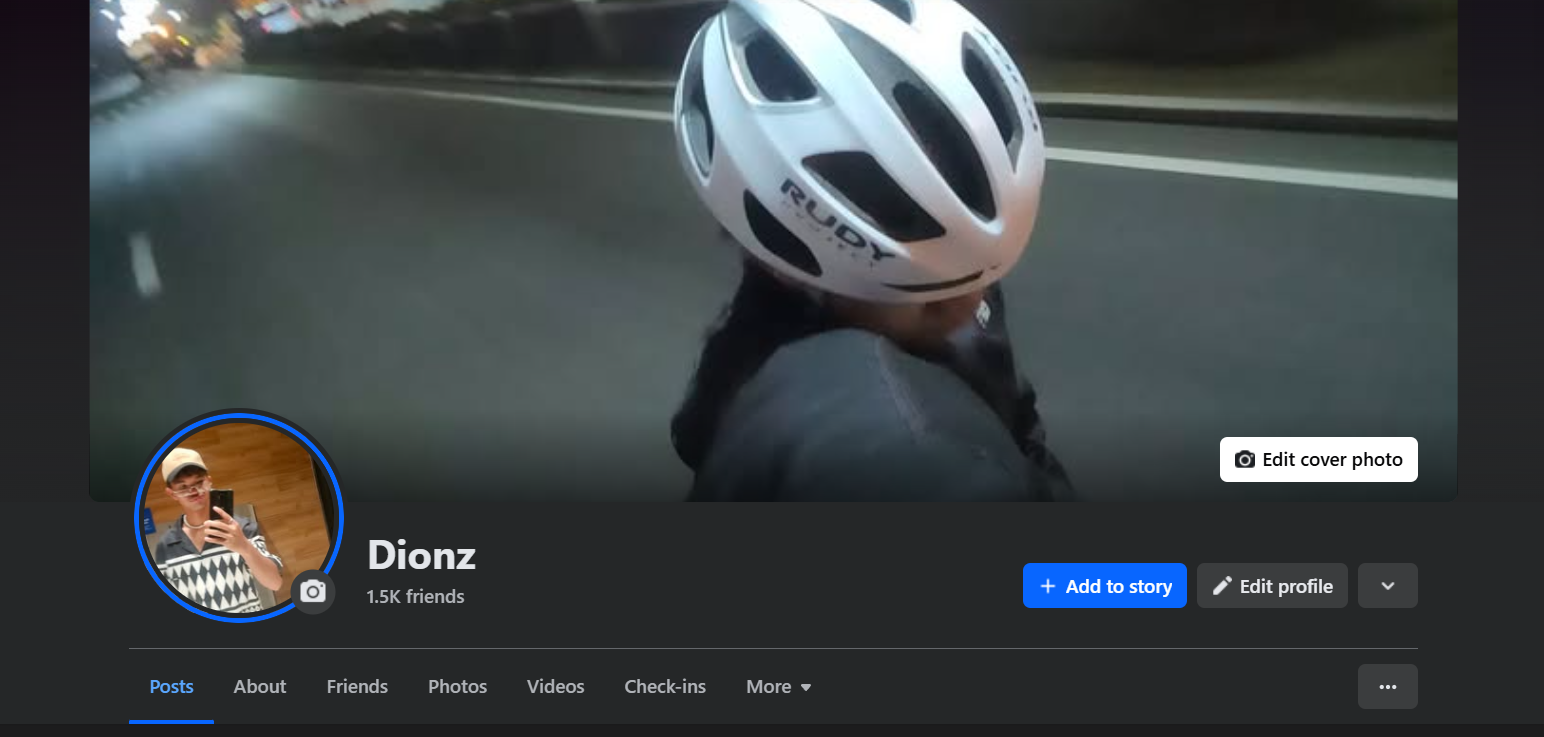 RUDY
PROJECT
Edit cover photo
Dionz
1.5K friends
+ Add to story
Edit profile
Posts
About
Friends
Photos
Videos
Check-ins
More